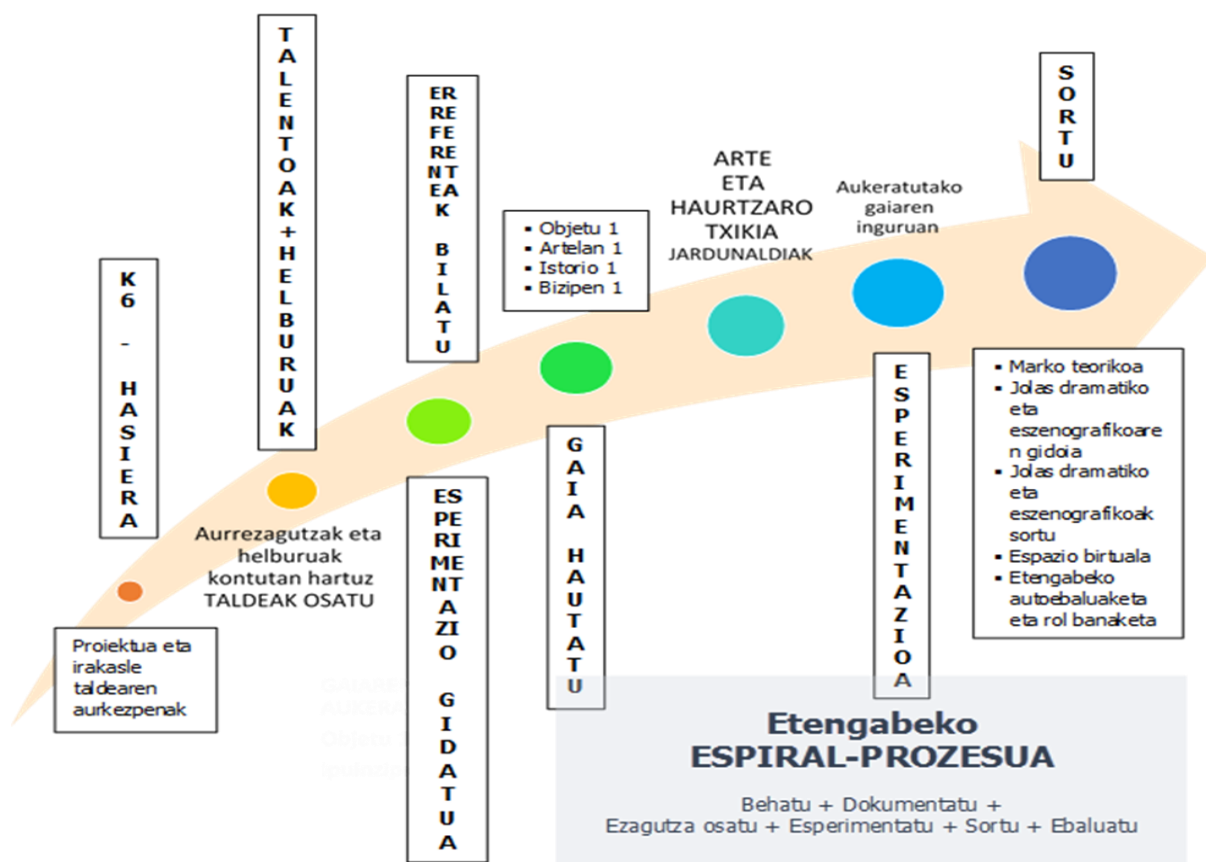 K6 - HASIERA
Proiektua eta
irakasle
taldearen
aurkezpenak
TALENTOAK+HELBURUAK
Aurrezagutzak eta
helburuak
kontutan hartuz
TALDEAK OSATU
ERREFERENTEAK BILATU
ESPERIMENTAZIO GIDATUA
▪ Objetu 1
▪ Artelan 1
▪ Istorio 1
▪ Bizipen 1
GAIA HAUTATU
ARTE
ETA
HAURTZARO
TXIKIA
JARDUNALDIAK
Aukeratutako
gaiaren
inguruan
ESPERIMENTAZIOA
SORTU
▪ Marko teorikoa
▪ Jolas dramatiko
eta
eszenografikoare
n gidoia
▪ Jolas dramatiko
eta
eszenografikoak
sortu
▪ Espazio birtuala
▪ Etengabeko
autoebaluaketa
eta rol banaketa
Etengabeko
ESPIRAL-PROZESUA
Behatu + Dokumentatu +
Ezagutza osatu + Esperimentatu + Sortu + Ebaluatu